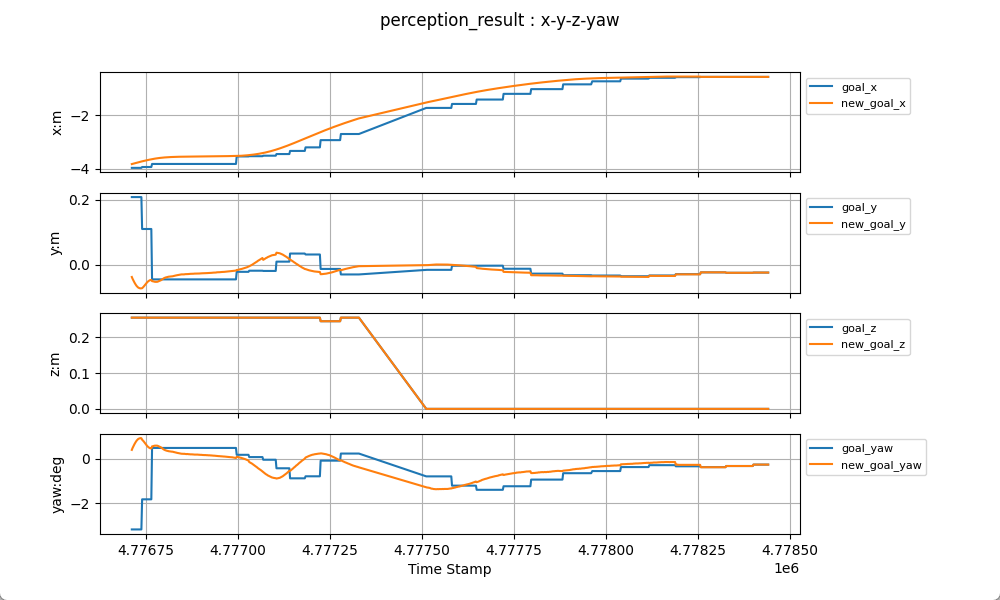 perception_result : x-y-z-yaw
x:m
−2
−4
goal_x
new_goal_x
y:m
0.2
0.0
goal_y
new_goal_y
z:m
0.2
0.1
0.0
goal_z
new_goal_z
yaw:deg
0
−2
goal_yaw
new_goal_yaw
4.77675 4.77700 4.77725 4.77750 4.77775 4.77800 4.77825 4.77850
Time Stamp
1e6